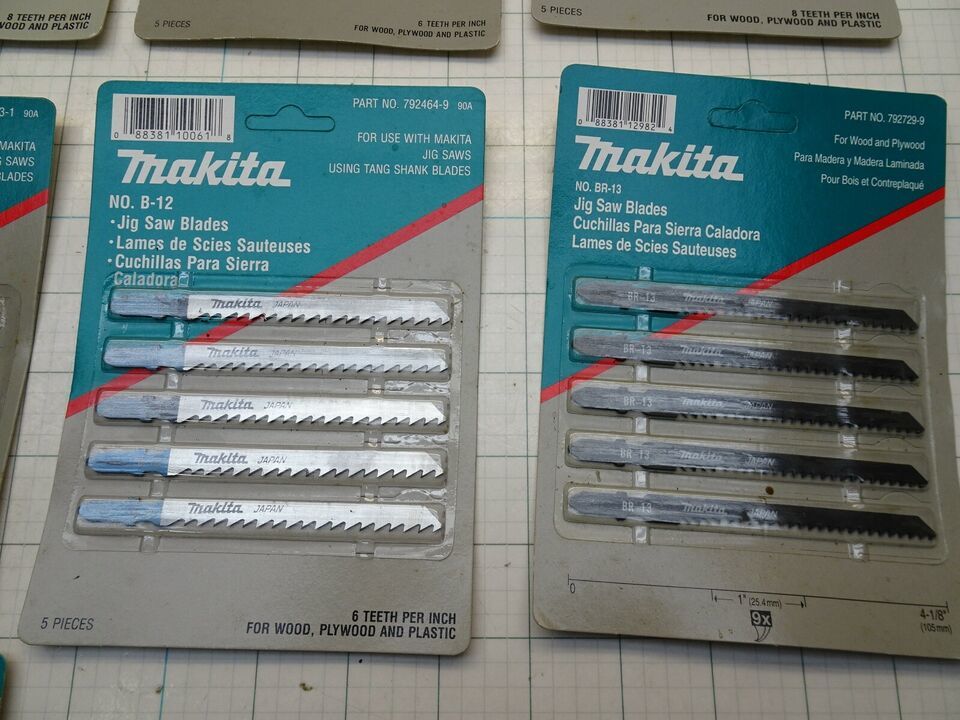 8 TEETH PER INCH
WOOD AND PLASTIC
5 PIECES
6 TEETH PER INCH
FOR WOOD, PLYWOOD AND PLASTIC
5 PIECES
8 TEETH PER INCH
FOR WOOD, PLYWOOD AND PLASTIC
3-1 90A
MAKITA
SAWS
BLADES
0 88381 10061 8
PART NO. 792464-9 90A
FOR USE WITH MAKITA
JIG SAWS
USING TANG SHANK BLADES
makita
NO. B-12
•Jig Saw Blades
•Lames de Scies Sauteuses
•Cuchillas Para Sierra
Caladora
makita JAPAN
makita JAPAN
makita JAPAN
makita JAPAN
makita JAPAN
5 PIECES
6 TEETH PER INCH
FOR WOOD, PLYWOOD AND PLASTIC
0 88381 12982 4
PART NO. 792729-9
For Wood and Plywood
Para Madera y Madera Laminada
Pour Bois et Contreplaqué
makita
NO. BR-13
Jig Saw Blades
Cuchillas Para Sierra Caladora
Lames de Scies Sauteuses
BR-13 makita JAPAN
BR-13 makita JAPAN
BR-13 makita JAPAN
BR-13 makita JAPAN
BR-13 makita JAPAN
0
1" (25.4mm)
9x
4-1/8"
(105mm)